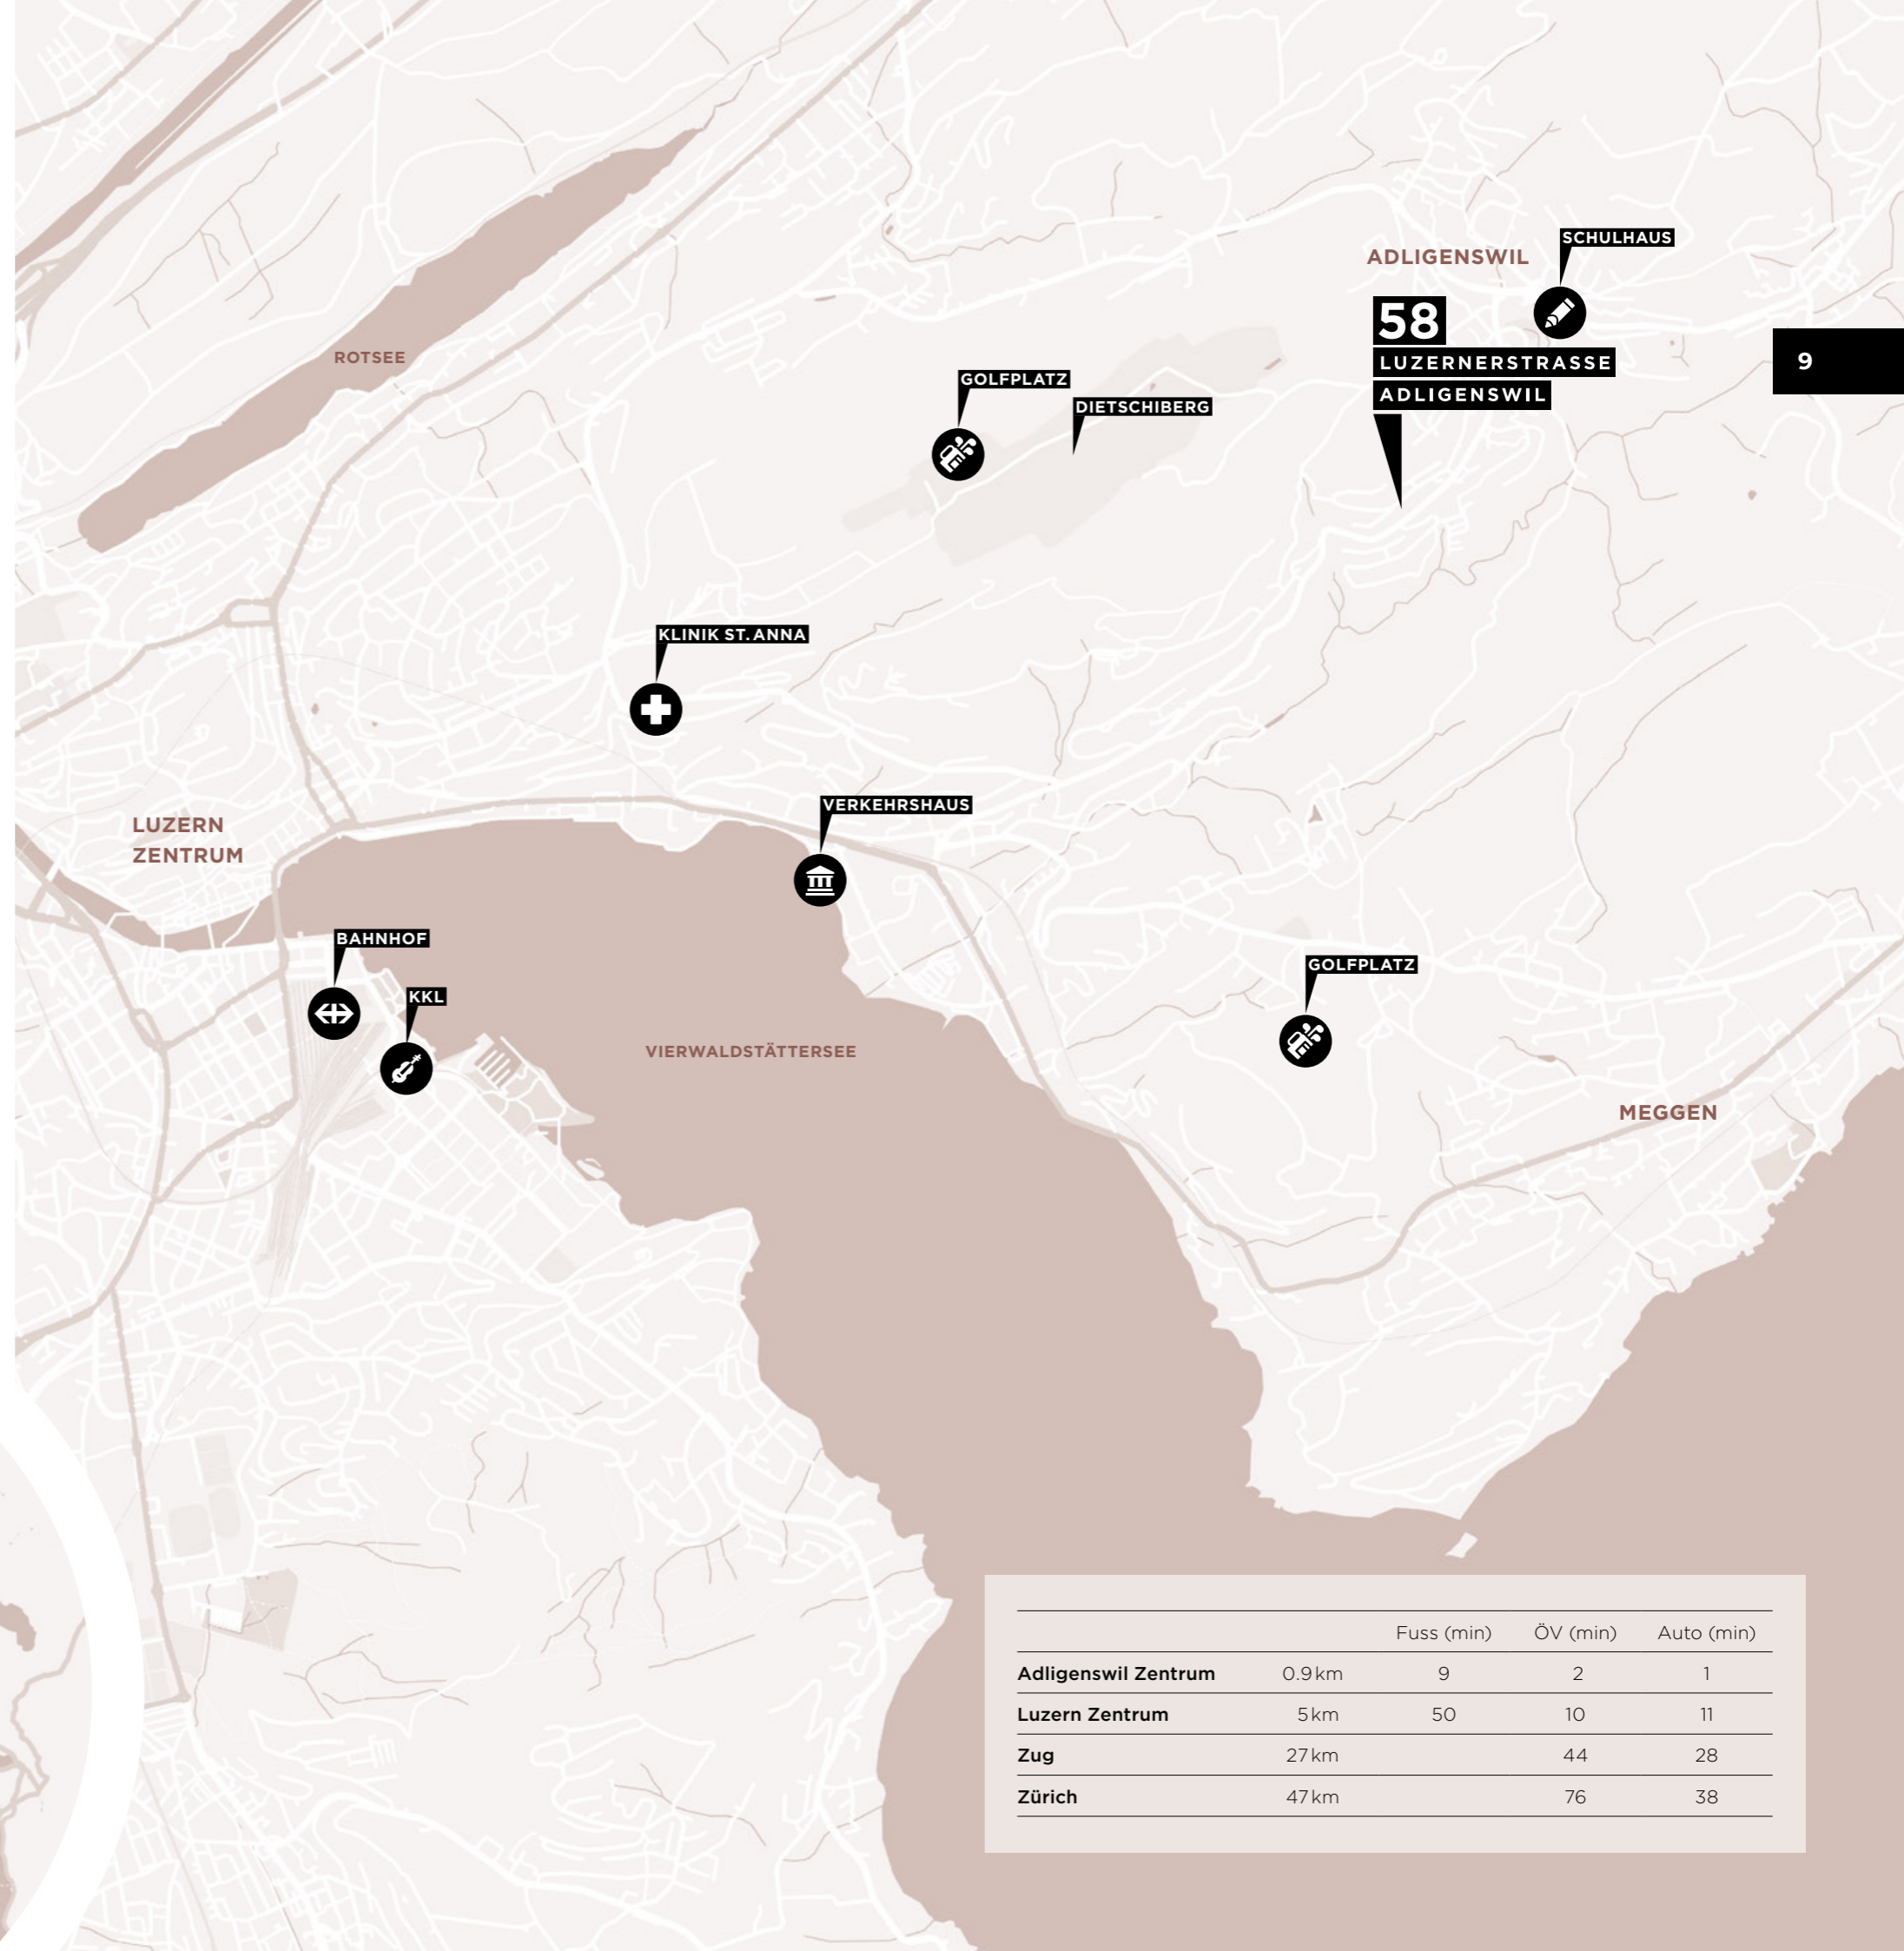 SCHULHAUS
ADLIGENSWIL
58
LUZERNERSTRASSE
ADLIGENSWIL
9
ROTSEE
GOLFPLATZ
DIETSCHIBERG
KLINIK ST. ANNA
VERKEHRSHAUS
LUZERN
ZENTRUM
BAHNHOF
KKL
GOLFPLATZ
VIERWALDSTÄTTERSEE
MEGGEN
Fuss (min) ÖV (min) Auto (min)
Adligenswil Zentrum 0.9 km 9 2 1
Luzern Zentrum 5 km 50 10 11
Zug 27 km 44 28
Zürich 47 km 76 38